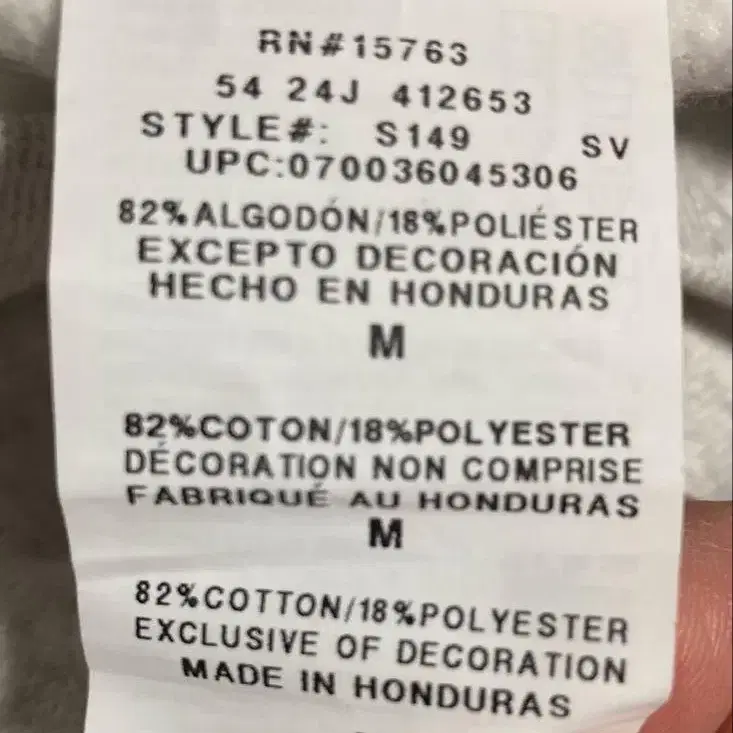 RN#15763
54 24J 412653
STYLE#: S149 SV
UPC:070036045306
82%ALGODÓN/18%POLIÉSTER
EXCEPTO DECORACIÓN
HECHO EN HONDURAS
M
82%COTON/18%POLYESTER
DÉCORATION NON COMPRISE
FABRIQUÉ AU HONDURAS
M
82%COTTON/18%POLYESTER
EXCLUSIVE OF DECORATION
MADE IN HONDURAS